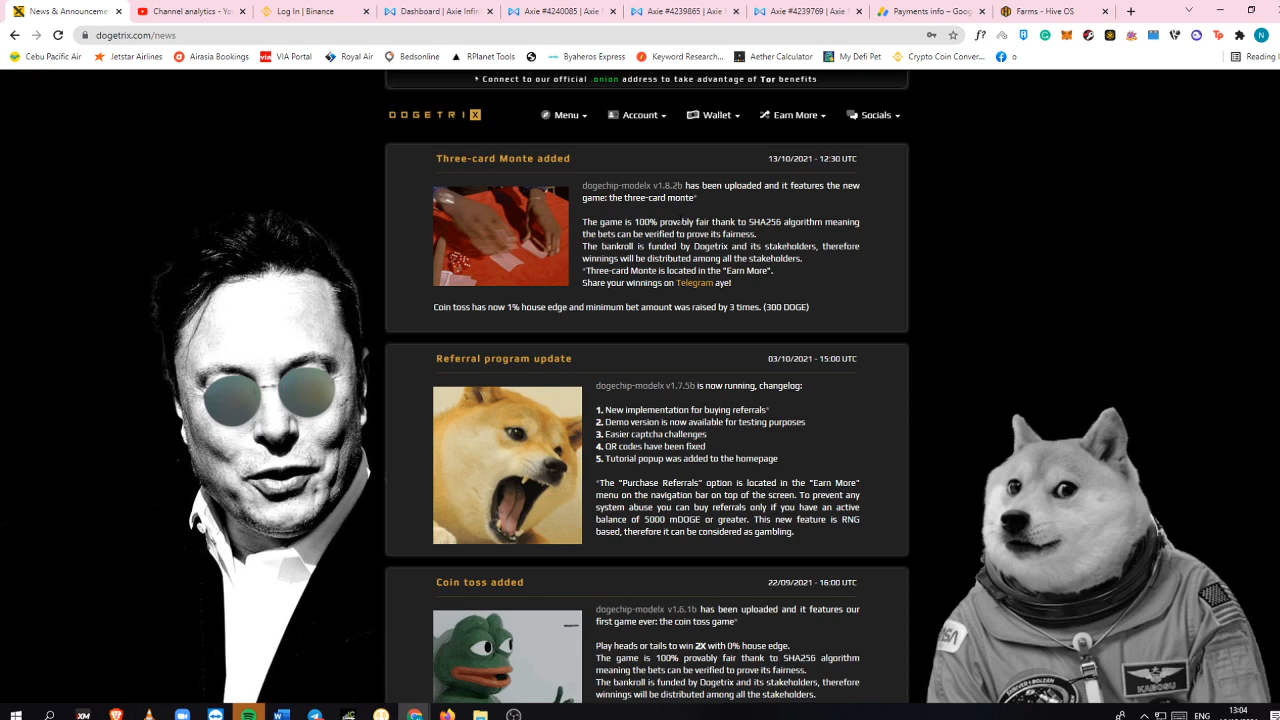 News & Announceme
Channel analytics - Yo
Log In | Binance
Dashboard | Axie Infin
Axie #4240085 | Axie
Axie #4239865 | Axie
Axie #4239769 | Axie
Payments info – Goog
Farms - Hive OS
dogetrix.com/news
Cebu Pacific Air
Jetstar Airlines
Airasia Bookings
VIA Portal
Royal Air
Bedsonline
RPlanet Tools
Byaheros Express
Keyword Research...
Aether Calculator
My Defi Pet
Crypto Coin Conver...
o
Reading l
Connect to our official .onion address to take advantage of Tor benefits
DOGETRIX
Menu
Account
Wallet
Earn More
Socials
Three-card Monte added
13/10/2021 - 12:30 UTC
dogechip-modelx v1.8.2b has been uploaded and it features the new
game: the three-card monte*
The game is 100% provably fair thank to SHA256 algorithm meaning
the bets can be verified to prove its fairness.
The bankroll is funded by Dogetrix and its stakeholders, therefore
winnings will be distributed among all the stakeholders.
*Three-card Monte is located in the "Earn More".
Share your winnings on Telegram aye!
Coin toss has now 1% house edge and minimum bet amount was raised by 3 times. (300 DOGE)
Referral program update
03/10/2021 - 15:00 UTC
dogechip-modelx v1.7.5b is now running, changelog:
1. New implementation for buying referrals*
2. Demo version is now available for testing purposes
3. Easier captcha challenges
4. QR codes have been fixed
5. Tutorial popup was added to the homepage
*The "Purchase Referrals" option is located in the "Earn More"
menu on the navigation bar on top of the screen. To prevent any
system abuse you can buy referrals only if you have an active
balance of 5000 mDOGE or greater. This new feature is RNG
based, therefore it can be considered as gambling.
Coin toss added
22/09/2021 - 16:00 UTC
dogechip-modelx v1.6.1b has been uploaded and it features our
first game ever: the coin toss game*
Play heads or tails to win 2X with 0% house edge.
The game is 100% provably fair thank to SHA256 algorithm
meaning the bets can be verified to prove its fairness.
The bankroll is funded by Dogetrix and its stakeholders, therefore
winnings will be distributed among all the stakeholders.
KABOSU
ENG
13:04